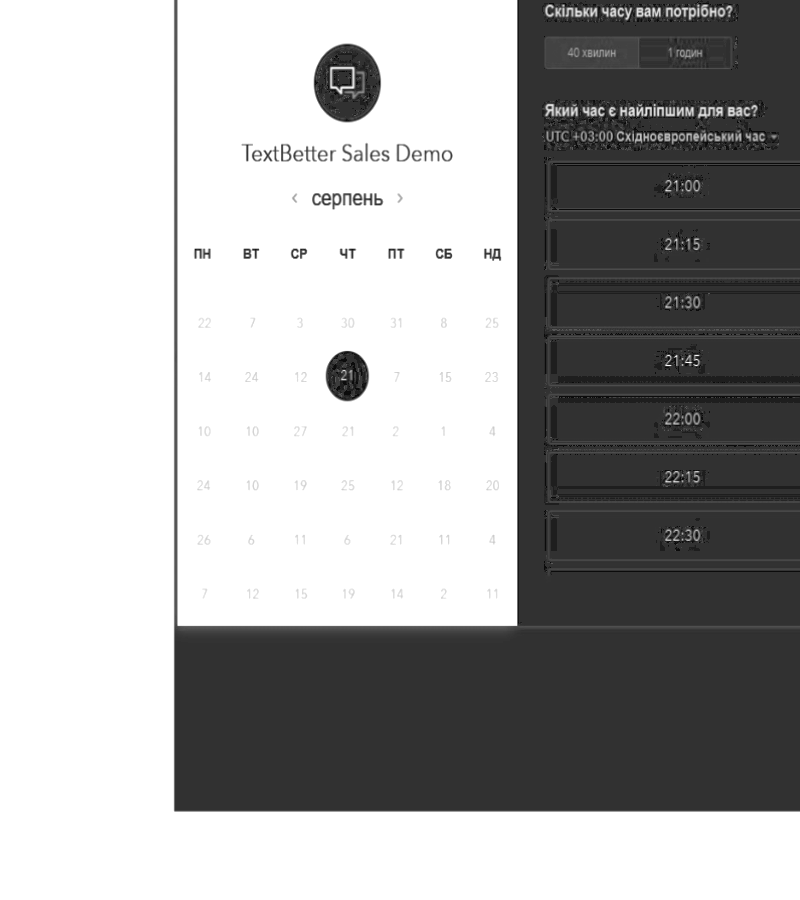 TextBetter Sales Demo
‹ серпень ›
ПН ВТ СР ЧТ ПТ СБ НД
22 7 3 30 31 8 25
14 24 12 21 7 15 23
10 10 27 21 2 1 4
24 10 19 25 12 18 20
26 6 11 6 21 11 4
7 12 15 19 14 2 11
Скільки часу вам потрібно?
40 хвилин 1 годин
Який час є найліпшим для вас?
UTC +03:00 Східноєвропейський час
21:00
21:15
21:30
21:45
22:00
22:15
22:30